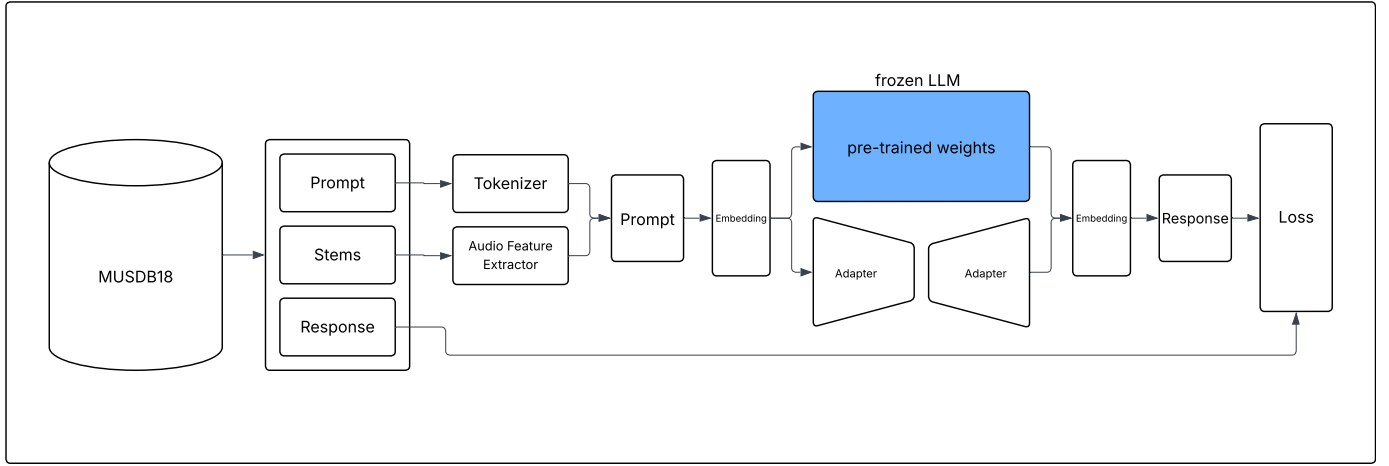 frozen LLM
pre-trained weights
MUSDB18
Prompt
Stems
Response
Tokenizer
Audio Feature
Extractor
Prompt
Embedding
Adapter
Adapter
Embedding
Response
Loss